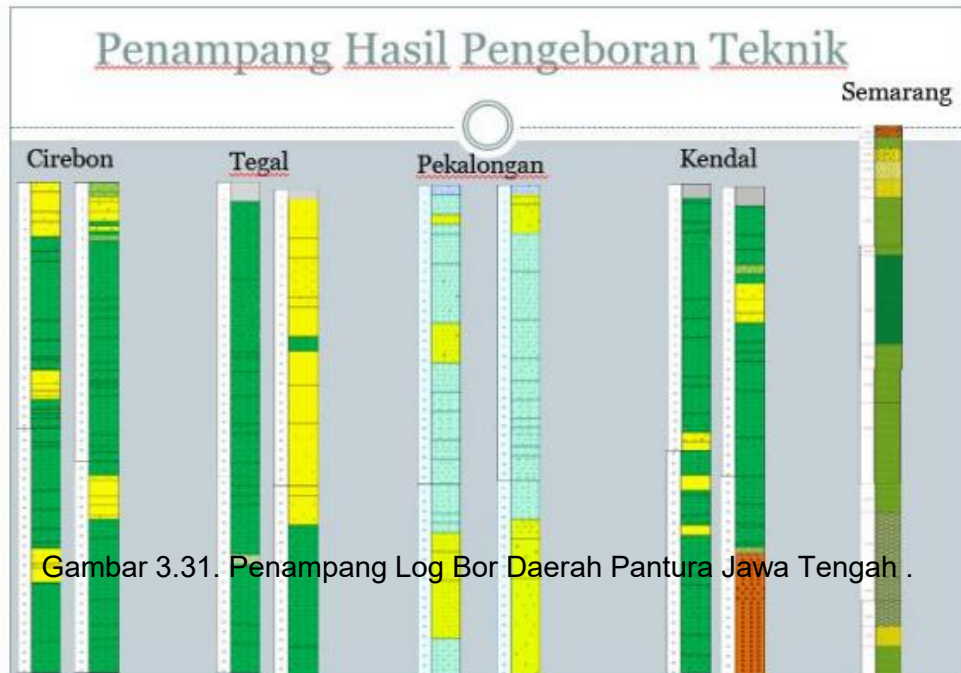 Penampang Hasil Pengeboran Teknik
Semarang
Cirebon
Tegal
Pekalongan
Kendal
Gambar 3.31. Penampang Log Bor Daerah Pantura Jawa Tengah .